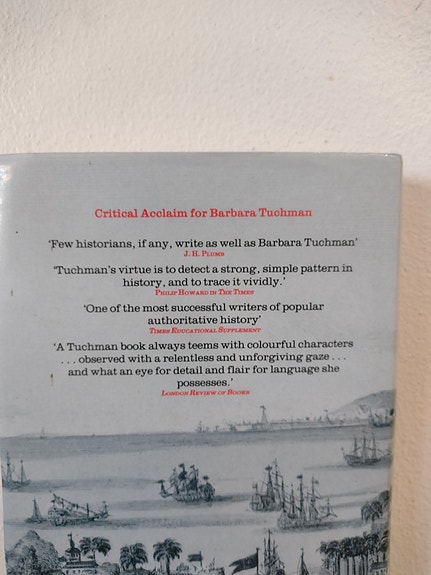 Critical Acclaim for Barbara Tuchman
‘Few historians, if any, write as well as Barbara Tuchman’
J. H. Plumb
‘Tuchman’s virtue is to detect a strong, simple pattern in
history, and to trace it vividly.’
Philip Howard in The Times
‘One of the most successful writers of popular
authoritative history’
Times Educational Supplement
‘A Tuchman book always teems with colourful characters
. . . observed with a relentless and unforgiving gaze . . .
and what an eye for detail and flair for language she
possesses.’
London Review of Books